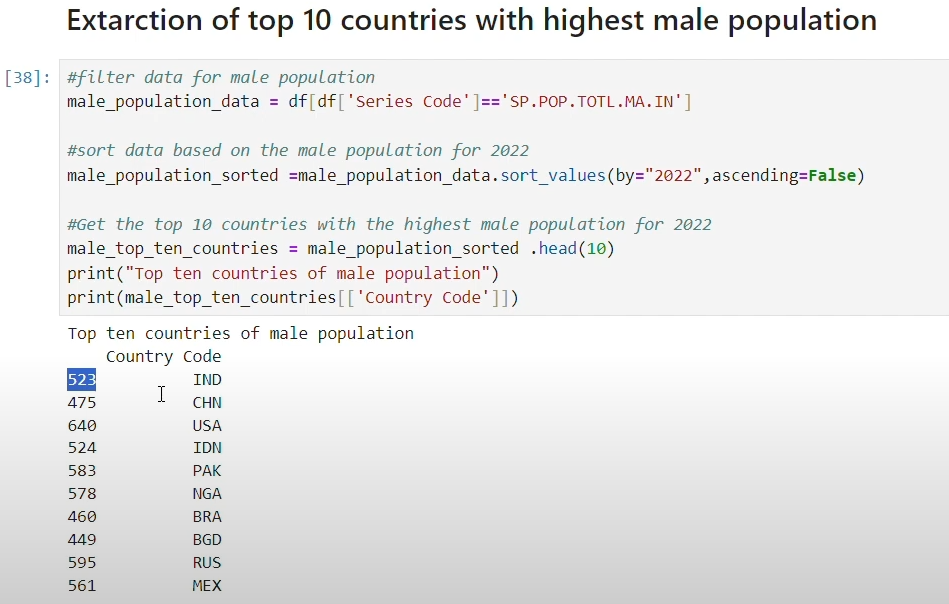 Extarction of top 10 countries with highest male population
[38]:
#filter data for male population
male_population_data = df[df['Series Code']=='SP.POP.TOTL.MA.IN']
#sort data based on the male population for 2022
male_population_sorted =male_population_data.sort_values(by="2022",ascending=False)
#Get the top 10 countries with the highest male population for 2022
male_top_ten_countries = male_population_sorted .head(10)
print("Top ten countries of male population")
print(male_top_ten_countries[['Country Code']])
Top ten countries of male population
Country Code
523 IND
475 CHN
640 USA
524 IDN
583 PAK
578 NGA
460 BRA
449 BGD
595 RUS
561 MEX